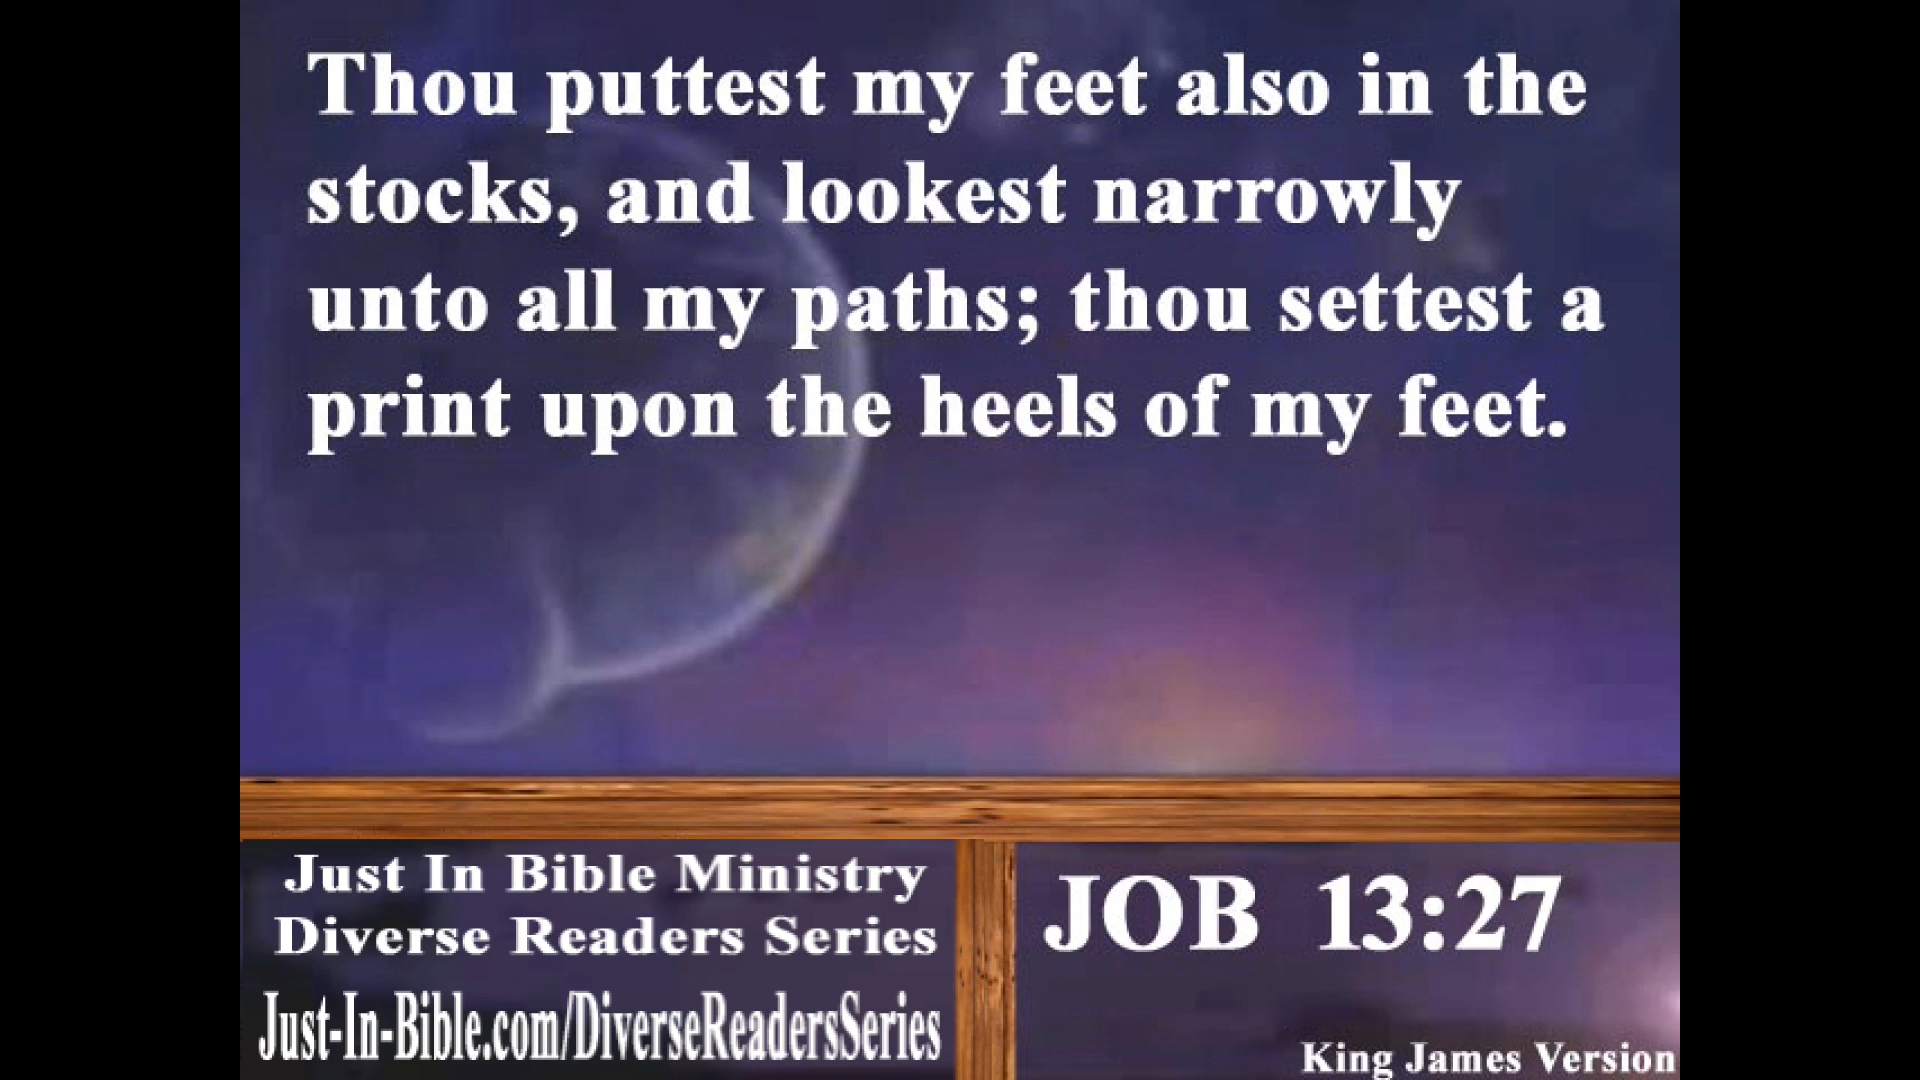 Thou puttest my feet also in the
stocks, and lookest narrowly
unto all my paths; thou settest a
print upon the heels of my feet.
Just In Bible Ministry
Diverse Readers Series
Just-In-Bible.com/DiverseReadersSeries
JOB 13:27
King James Version